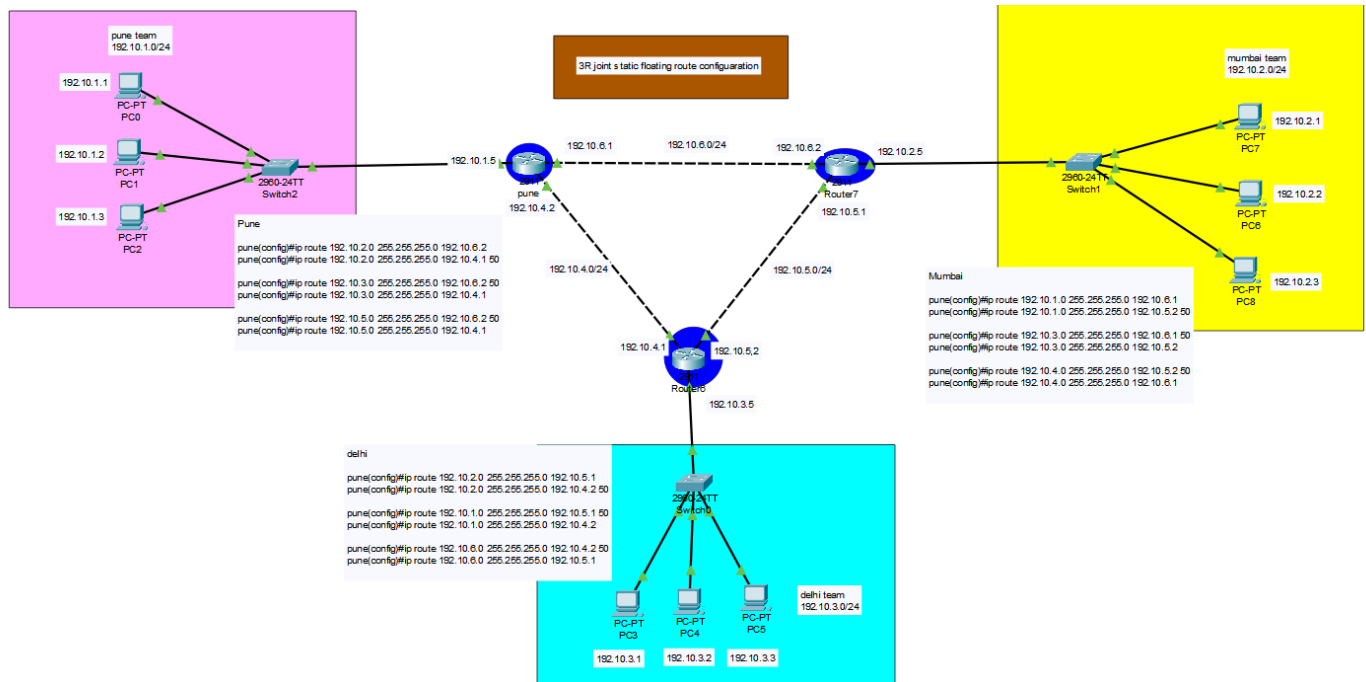 pune team
192.10.1.0/24
192.10.1.1
PC-PT
PC0
192.10.1.2
PC-PT
PC1
192.10.1.3
PC-PT
PC2
2960-24TT
Switch2
3R joint static floating route configuaration
mumbai team
192.10.2.0/24
192.10.2.1
PC-PT
PC7
192.10.2.2
PC-PT
PC6
192.10.2.3
PC-PT
PC8
2960-24TT
Switch1
192.10.1.5
192.10.6.1
192.10.6.0/24
192.10.6.2
192.10.2.5
2911
pune
2911
Router7
192.10.4.2
192.10.5.1
192.10.4.0/24
192.10.5.0/24
192.10.4.1
192.10.5,2
2911
Router6
192.10.3.5
Pune
pune(config)#ip route 192.10.2.0 255.255.255.0 192.10.6.2
pune(config)#ip route 192.10.2.0 255.255.255.0 192.10.4.1 50
pune(config)#ip route 192.10.3.0 255.255.255.0 192.10.6.2 50
pune(config)#ip route 192.10.3.0 255.255.255.0 192.10.4.1
pune(config)#ip route 192.10.5.0 255.255.255.0 192.10.6.2 50
pune(config)#ip route 192.10.5.0 255.255.255.0 192.10.4.1
Mumbai
pune(config)#ip route 192.10.1.0 255.255.255.0 192.10.6.1
pune(config)#ip route 192.10.1.0 255.255.255.0 192.10.5.2 50
pune(config)#ip route 192.10.3.0 255.255.255.0 192.10.6.1 50
pune(config)#ip route 192.10.3.0 255.255.255.0 192.10.5.2
pune(config)#ip route 192.10.4.0 255.255.255.0 192.10.5.2 50
pune(config)#ip route 192.10.4.0 255.255.255.0 192.10.6.1
delhi
pune(config)#ip route 192.10.2.0 255.255.255.0 192.10.5.1
pune(config)#ip route 192.10.2.0 255.255.255.0 192.10.4.2 50
pune(config)#ip route 192.10.1.0 255.255.255.0 192.10.5.1 50
pune(config)#ip route 192.10.1.0 255.255.255.0 192.10.4.2
pune(config)#ip route 192.10.6.0 255.255.255.0 192.10.4.2 50
pune(config)#ip route 192.10.6.0 255.255.255.0 192.10.5.1
2960-24TT
Switch0
delhi team
192.10.3.0/24
PC-PT
PC3
PC-PT
PC4
PC-PT
PC5
192.10.3.1
192.10.3.2
192.10.3.3